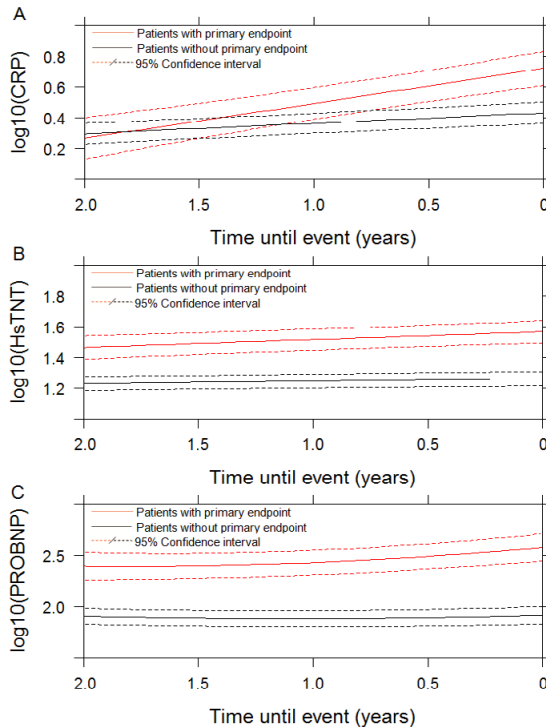 A
log10(CRP)
Patients with primary endpoint
Patients without primary endpoint
95% Confidence interval
0.8
0.6
0.4
0.2
2.0 1.5 1.0 0.5 0.0
Time until event (years)
B
log10(HsTNT)
Patients with primary endpoint
Patients without primary endpoint
95% Confidence interval
1.8
1.6
1.4
1.2
2.0 1.5 1.0 0.5 0.0
Time until event (years)
C
log10(PROBNP)
Patients with primary endpoint
Patients without primary endpoint
95% Confidence interval
2.5
2.0
2.0 1.5 1.0 0.5 0.0
Time until event (years)